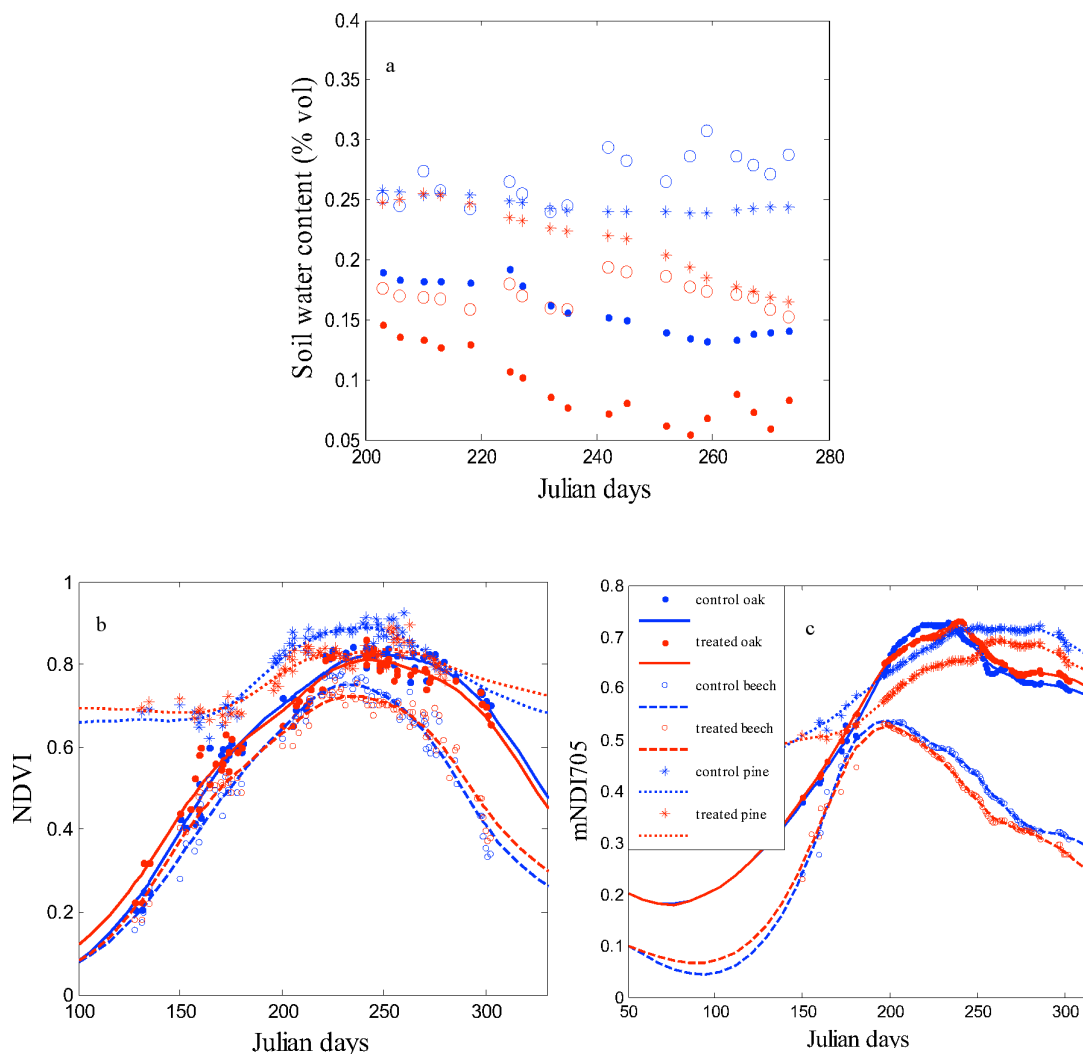 0.4
a
0.35
0.3
0.25
0.2
0.15
0.1
0.05
Soil water content (% vol)
200 220 240 260 280
Julian days
1
b
0.8
0.6
0.4
0.2
0
NDVI
100 150 200 250 300
Julian days
0.8
c
0.7
0.6
0.5
0.4
0.3
0.2
0.1
0
mNDI705
control oak
treated oak
control beech
treated beech
control pine
treated pine
50 100 150 200 250 300
Julian days